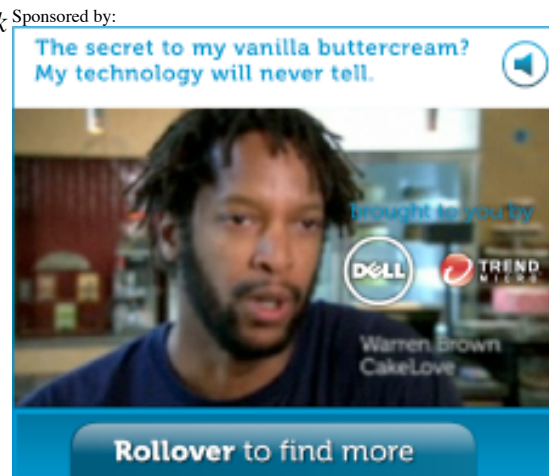 k Sponsored by:
The secret to my vanilla buttercream?
My technology will never tell.
Brought to you by
DELL
TREND
MICRO
Warren Brown
CakeLove
Rollover to find more